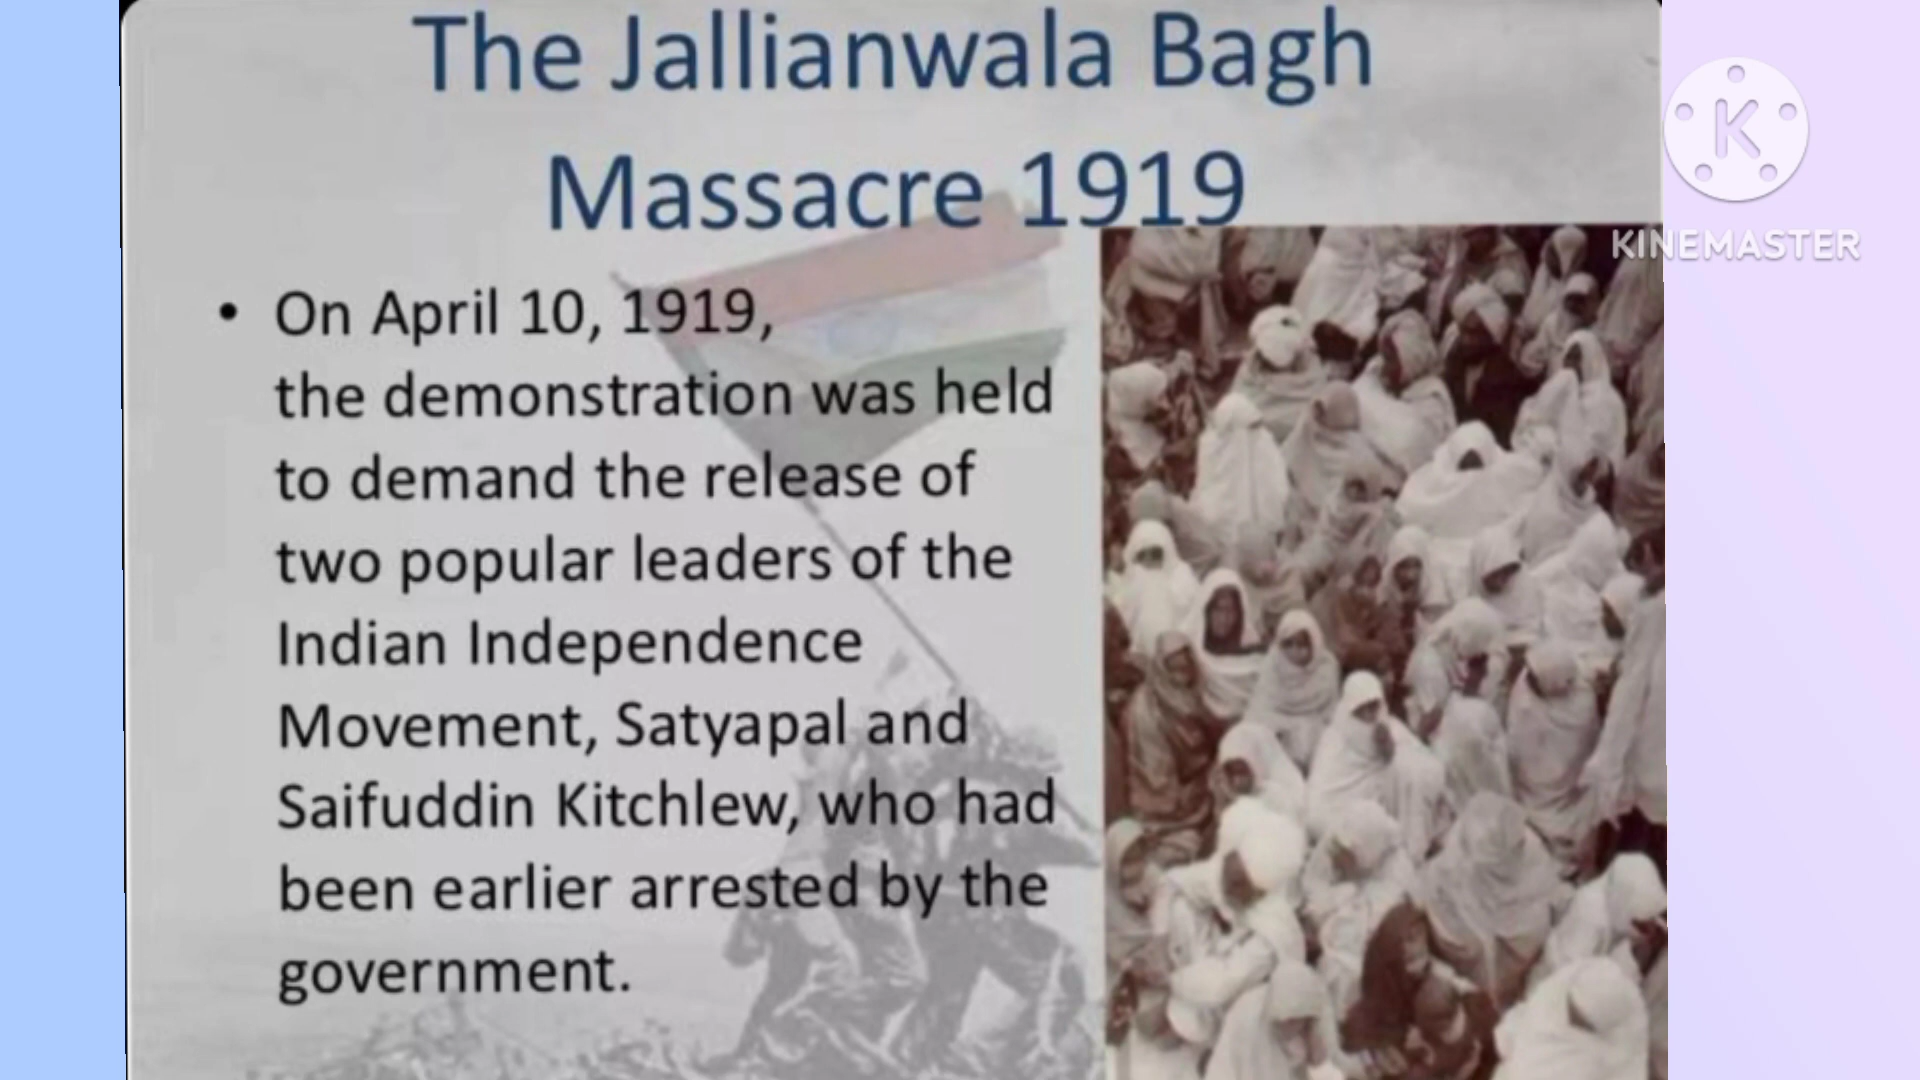 The Jallianwala Bagh
Massacre 1919
• On April 10, 1919,
the demonstration was held
to demand the release of
two popular leaders of the
Indian Independence
Movement, Satyapal and
Saifuddin Kitchlew, who had
been earlier arrested by the
government.
K
KINEMASTER